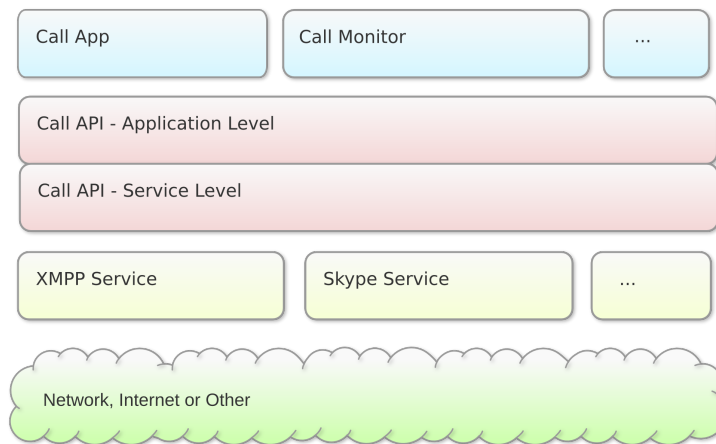 Call App
Call Monitor
...
Call API - Application Level
Call API - Service Level
XMPP Service
Skype Service
...
Network, Internet or Other